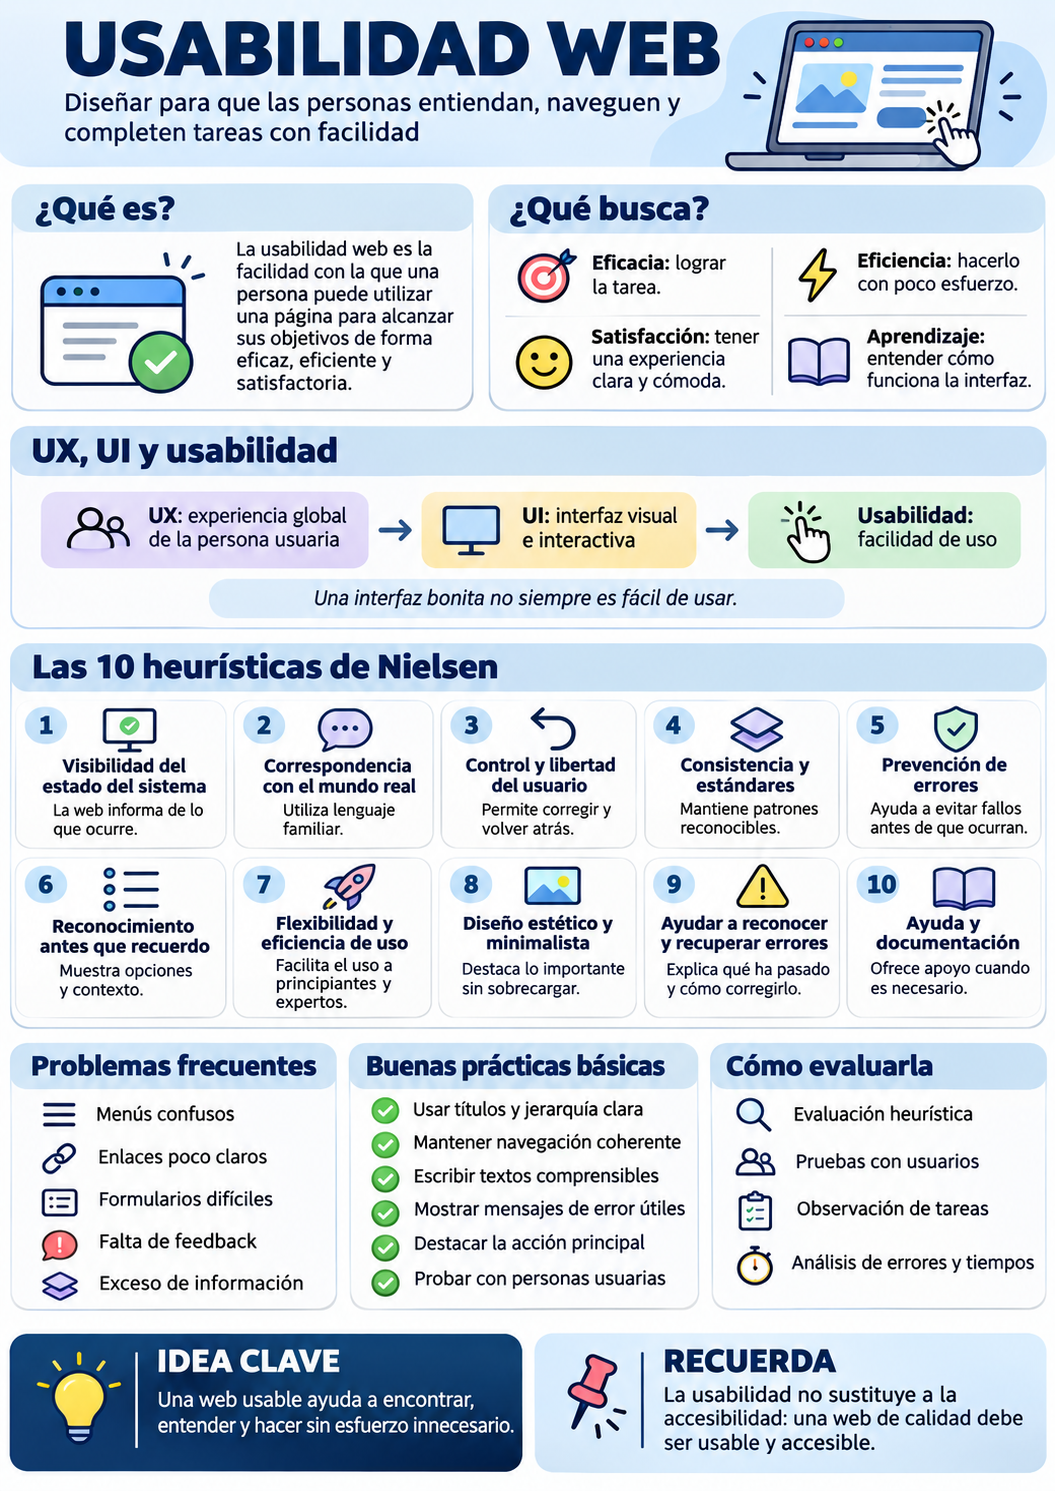 USABILIDAD WEB
Diseñar para que las personas entiendan, naveguen y
completen tareas con facilidad
¿Qué es?
La usabilidad web es la
facilidad con la que una
persona puede utilizar
una página para alcanzar
sus objetivos de forma
eficaz, eficiente y
satisfactoria.
¿Qué busca?
Eficacia: lograr
la tarea.
Eficiencia: hacerlo
con poco esfuerzo.
Satisfacción: tener
una experiencia
clara y cómoda.
Aprendizaje:
entender cómo
funciona la interfaz.
UX, UI y usabilidad
UX: experiencia global
de la persona usuaria
UI: interfaz visual
e interactiva
Usabilidad:
facilidad de uso
Una interfaz bonita no siempre es fácil de usar.
Las 10 heurísticas de Nielsen
1
Visibilidad del
estado del sistema
La web informa de lo
que ocurre.
2
Correspondencia
con el mundo real
Utiliza lenguaje
familiar.
3
Control y libertad
del usuario
Permite corregir y
volver atrás.
4
Consistencia y
estándares
Mantiene patrones
reconocibles.
5
Prevención de
errores
Ayuda a evitar fallos
antes de que ocurran.
6
Reconocimiento
antes que recuerdo
Muestra opciones
y contexto.
7
Flexibilidad y
eficiencia de uso
Facilita el uso a
principiantes y
expertos.
8
Diseño estético y
minimalista
Destaca lo importante
sin sobrecargar.
9
Ayudar a reconocer
y recuperar errores
Explica qué ha pasado
y cómo corregirlo.
10
Ayuda y
documentación
Ofrece apoyo cuando
es necesario.
Problemas frecuentes
Menús confusos
Enlaces poco claros
Formularios difíciles
Falta de feedback
Exceso de información
Buenas prácticas básicas
Usar títulos y jerarquía clara
Mantener navegación coherente
Escribir textos comprensibles
Mostrar mensajes de error útiles
Destacar la acción principal
Probar con personas usuarias
Cómo evaluarla
Evaluación heurística
Pruebas con usuarios
Observación de tareas
Análisis de errores y tiempos
IDEA CLAVE
Una web usable ayuda a encontrar,
entender y hacer sin esfuerzo innecesario.
RECUERDA
La usabilidad no sustituye a la
accesibilidad: una web de calidad debe
ser usable y accesible.